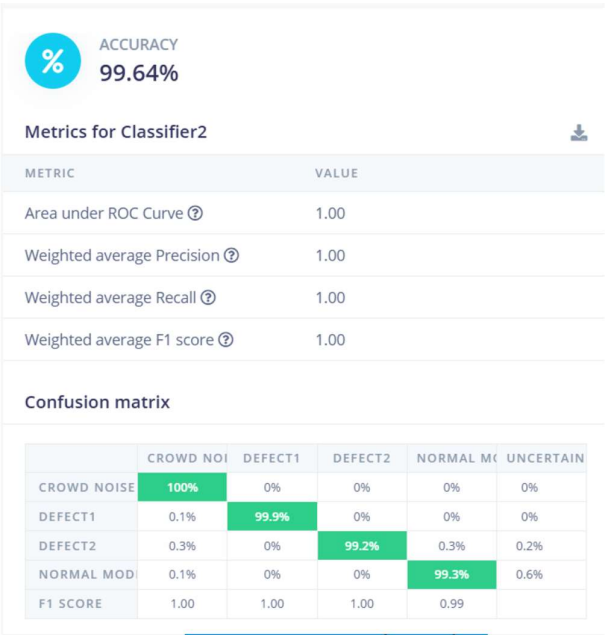 %
ACCURACY
99.64%
Metrics for Classifier2
METRIC VALUE
Area under ROC Curve ? 1.00
Weighted average Precision ? 1.00
Weighted average Recall ? 1.00
Weighted average F1 score ? 1.00
Confusion matrix
CROWD NOI DEFECT1 DEFECT2 NORMAL M UNCERTAIN
CROWD NOISE 100% 0% 0% 0% 0%
DEFECT1 0.1% 99.9% 0% 0% 0%
DEFECT2 0.3% 0% 99.2% 0.3% 0.2%
NORMAL MOD 0.1% 0% 0% 99.3% 0.6%
F1 SCORE 1.00 1.00 1.00 0.99